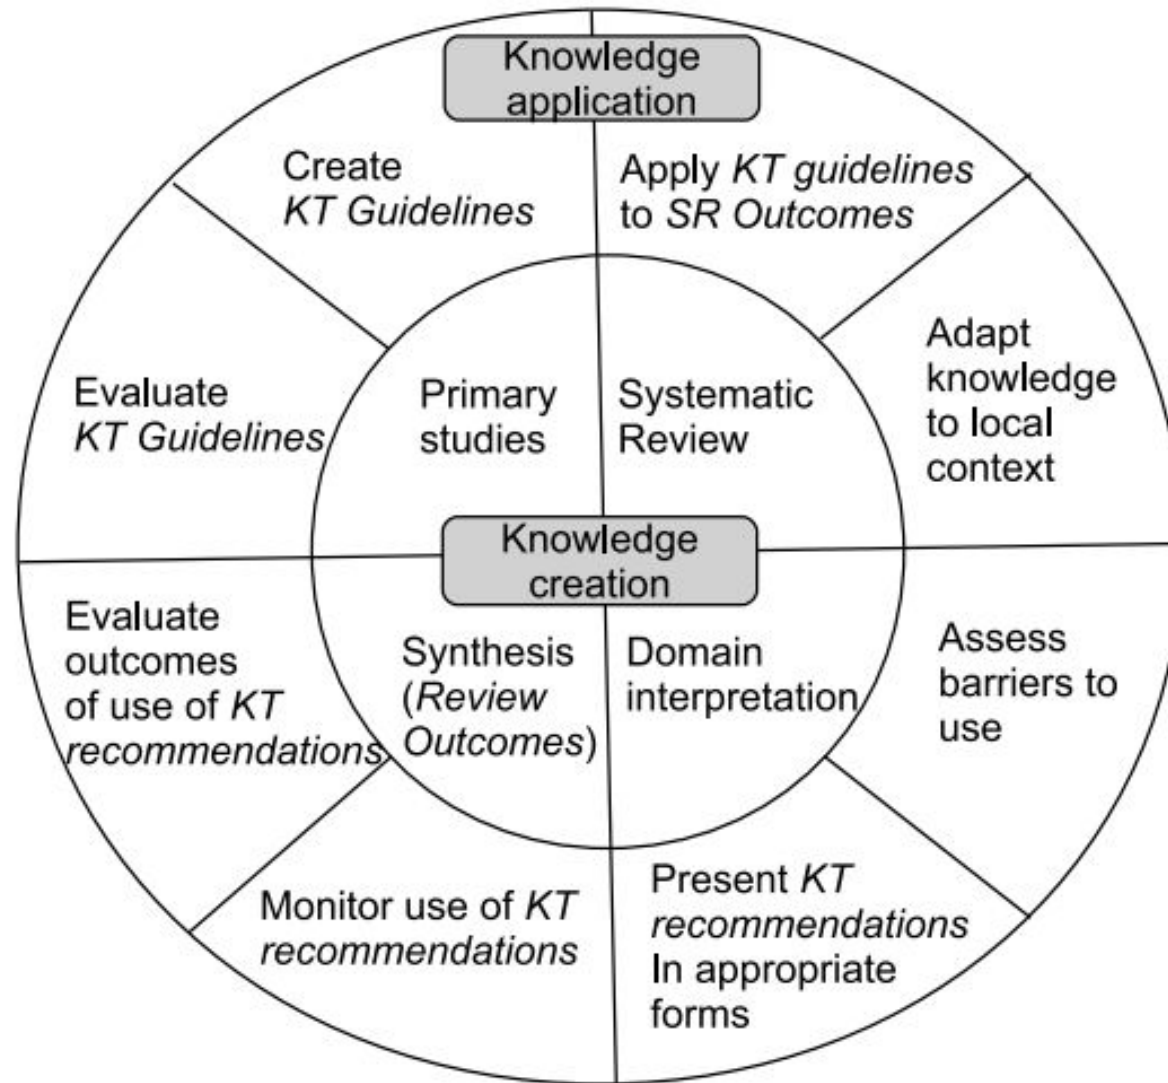 Knowledge
application
Create
KT Guidelines
Apply KT guidelines
to SR Outcomes
Adapt
knowledge
to local
context
Evaluate
KT Guidelines
Primary
studies
Systematic
Review
Knowledge
creation
Evaluate
outcomes
of use of KT
recommendations
Synthesis
(Review
Outcomes)
Domain
interpretation
Assess
barriers to
use
Monitor use of KT
recommendations
Present KT
recommendations
In appropriate
forms